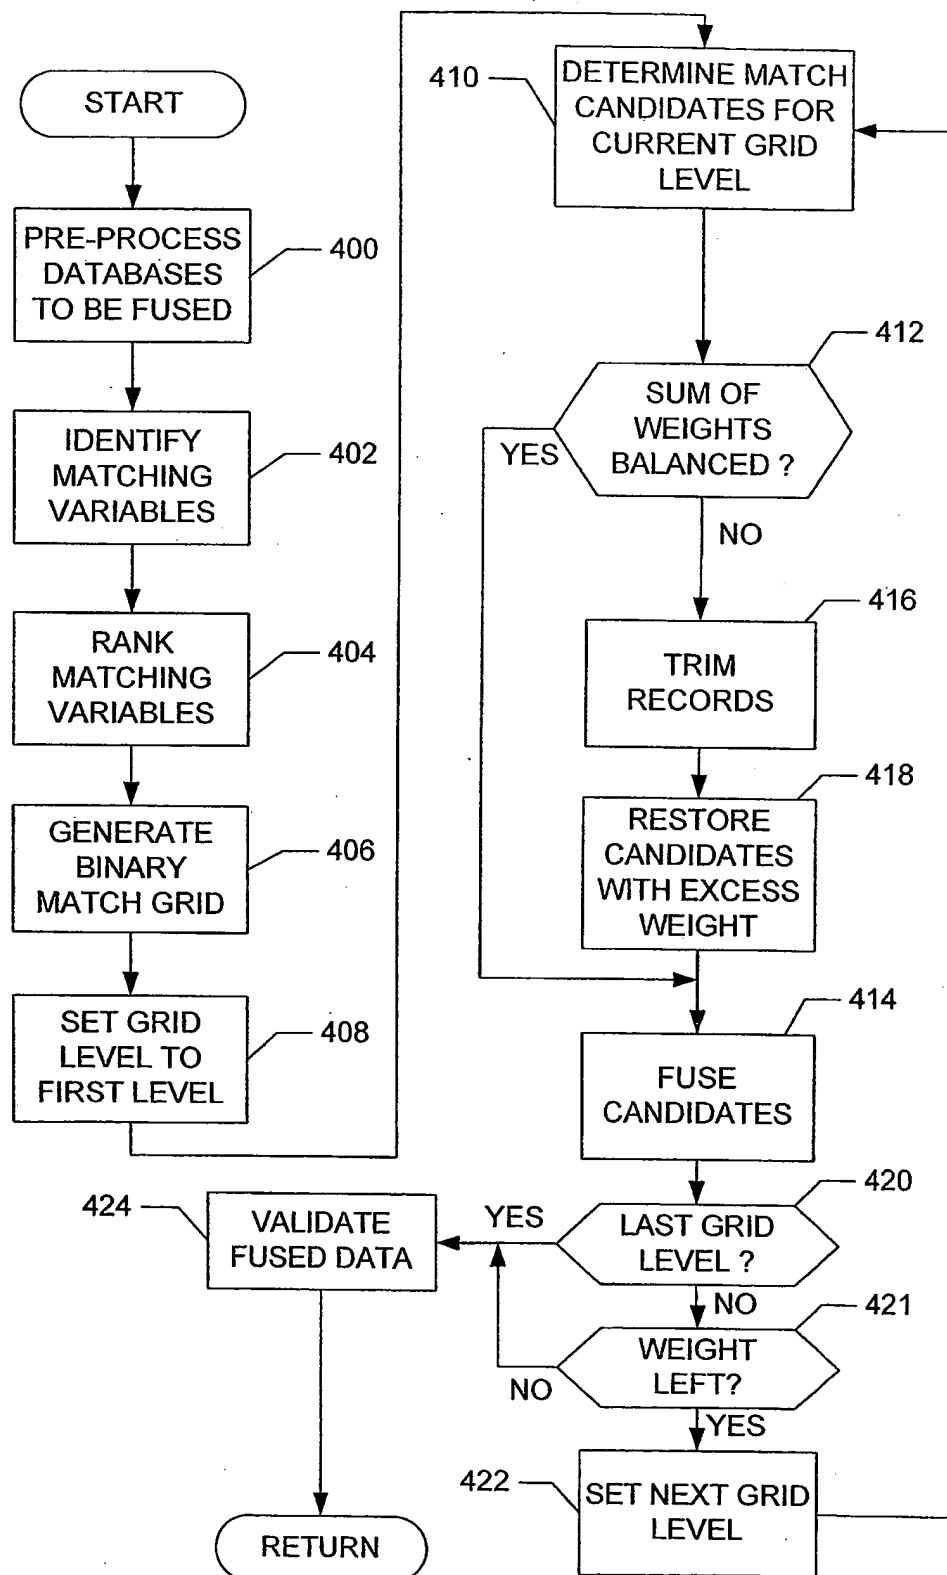 START
PRE-PROCESS
DATABASES
TO BE FUSED
400
IDENTIFY
MATCHING
VARIABLES
402
RANK
MATCHING
VARIABLES
404
GENERATE
BINARY
MATCH GRID
406
SET GRID
LEVEL TO
FIRST LEVEL
408
410
DETERMINE MATCH
CANDIDATES FOR
CURRENT GRID
LEVEL
412
SUM OF
WEIGHTS
BALANCED ?
YES
NO
416
TRIM
RECORDS
418
RESTORE
CANDIDATES
WITH EXCESS
WEIGHT
414
FUSE
CANDIDATES
420
LAST GRID
LEVEL ?
YES
NO
421
WEIGHT
LEFT?
NO
YES
422
SET NEXT GRID
LEVEL
424
VALIDATE
FUSED DATA
RETURN